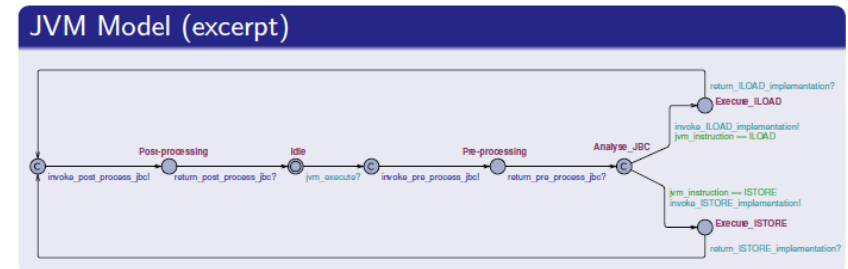 JVM Model (excerpt)
return_ILOAD_implementation?
Execute_ILOAD
invoke_ILOAD_implementation!
jvm_instruction == ILOAD
Post-processing
Idle
Pre-processing
Analyse_JBC
C
C
C
invoke_post_process_jbc!
return_post_process_jbc?
jvm_execute?
invoke_pre_process_jbc!
return_pre_process_jbc?
jvm_instruction == ISTORE
invoke_ISTORE_implementation!
Execute_ISTORE
return_ISTORE_implementation?